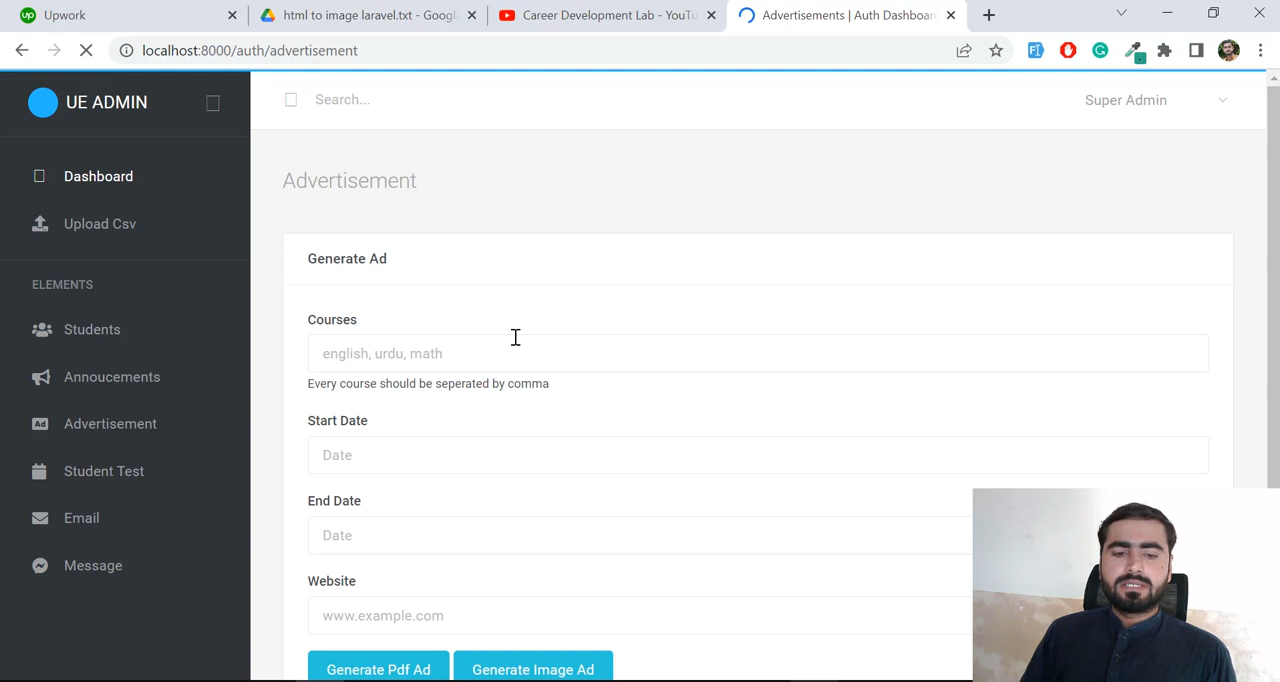 Upwork
html to image laravel.txt - Google
Career Development Lab - YouTu
Advertisements | Auth Dashboard
localhost:8000/auth/advertisement
UE ADMIN
Search...
Super Admin
Dashboard
Upload Csv
ELEMENTS
Students
Annoucements
Ad
Advertisement
Student Test
Email
Message
Advertisement
Generate Ad
Courses
english, urdu, math
Every course should be seperated by comma
Start Date
Date
End Date
Date
Website
www.example.com
Generate Pdf Ad
Generate Image Ad